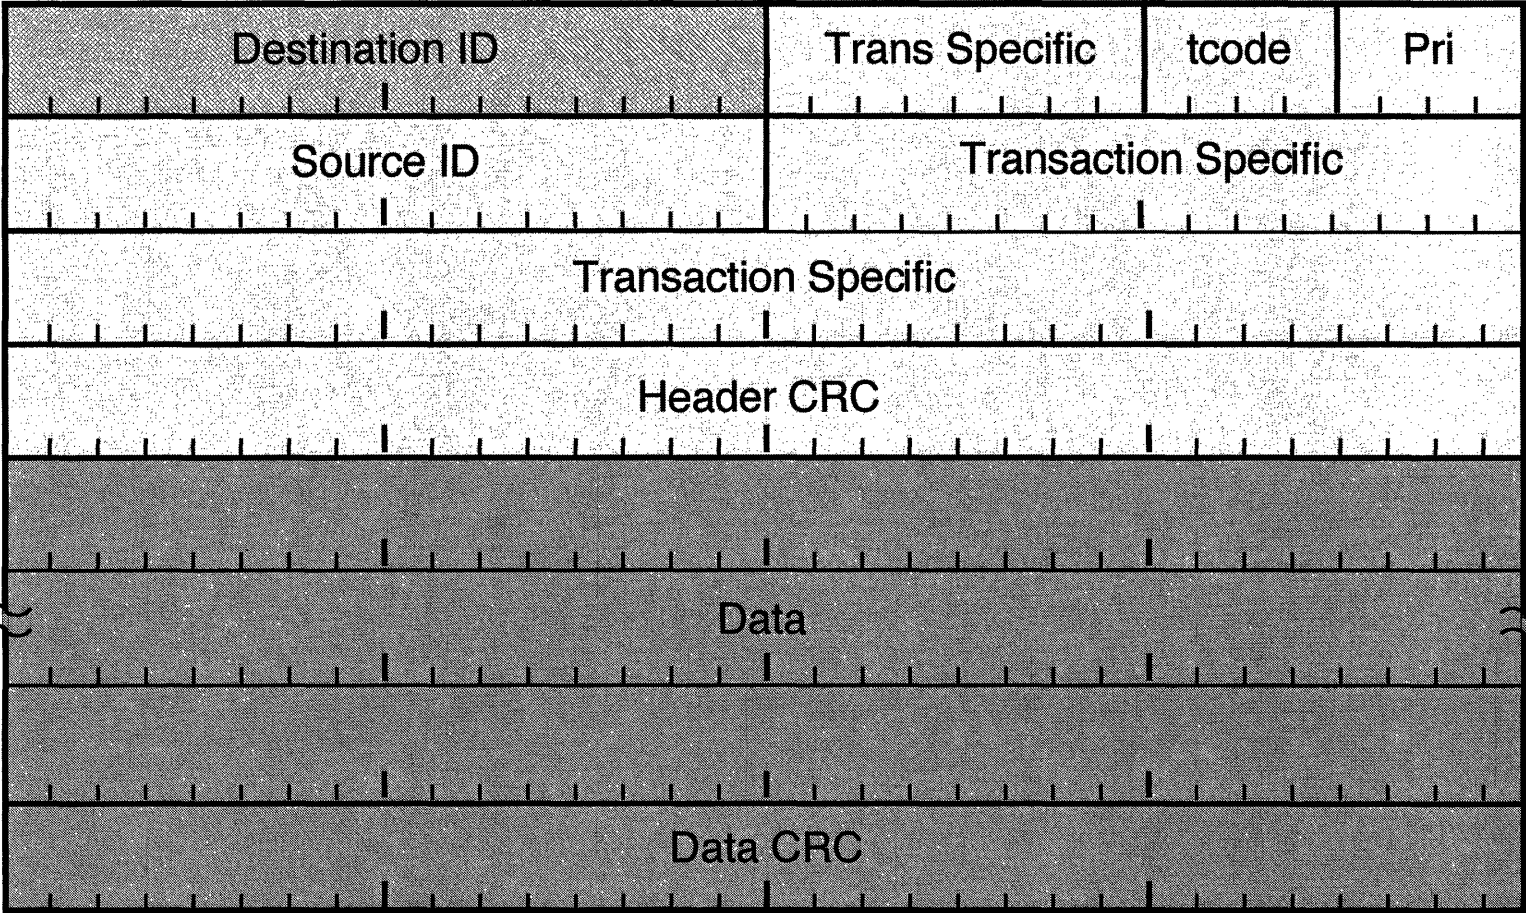 Destination ID Trans Specific tcode Pri
Source ID Transaction Specific
Transaction Specific
Header CRC
Data
Data CRC